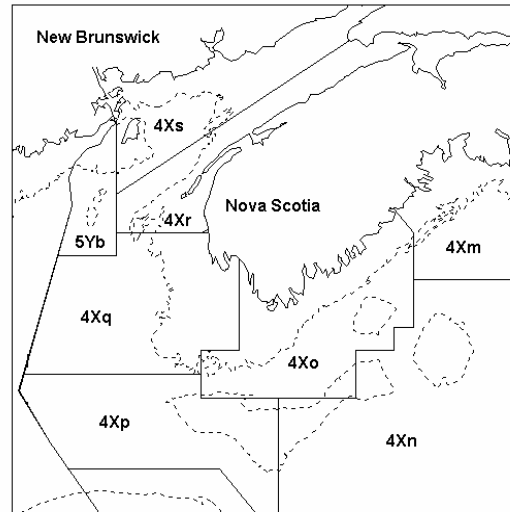 New Brunswick
4Xs
Nova Scotia
4Xr
5Yb
4Xm
4Xq
4Xo
4Xp
4Xn